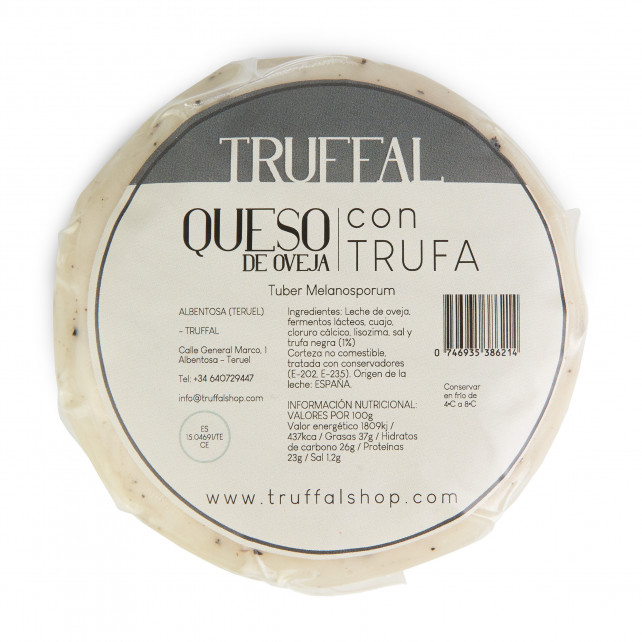 TRUFFAL
QUESO
DE OVEJA
con
TRUFA
Tuber Melanosporum
ALBENTOSA (TERUEL)
- TRUFFAL
Calle General Marco, 1
Albentosa - Teruel
Tel: +34 640729447
info@truffalshop.com
ES
15.04691/TE
CE
Ingredientes: Leche de oveja,
fermentos lácteos, cuajo,
cloruro cálcico, lisozima, sal y
trufa negra (1%)
Corteza no comestible,
tratada con conservadores
(E-202, E-235). Origen de la
leche: ESPAÑA.
INFORMACIÓN NUTRICIONAL:
VALORES POR 100g
Valor energético 1809kj /
437kca / Grasas 37g / Hidratos
de carbono 26g / Proteínas
23g / Sal 1,2g
0 746935 386214
Conservar
en frío de
4ºC a 8ºC
www.truffalshop.com